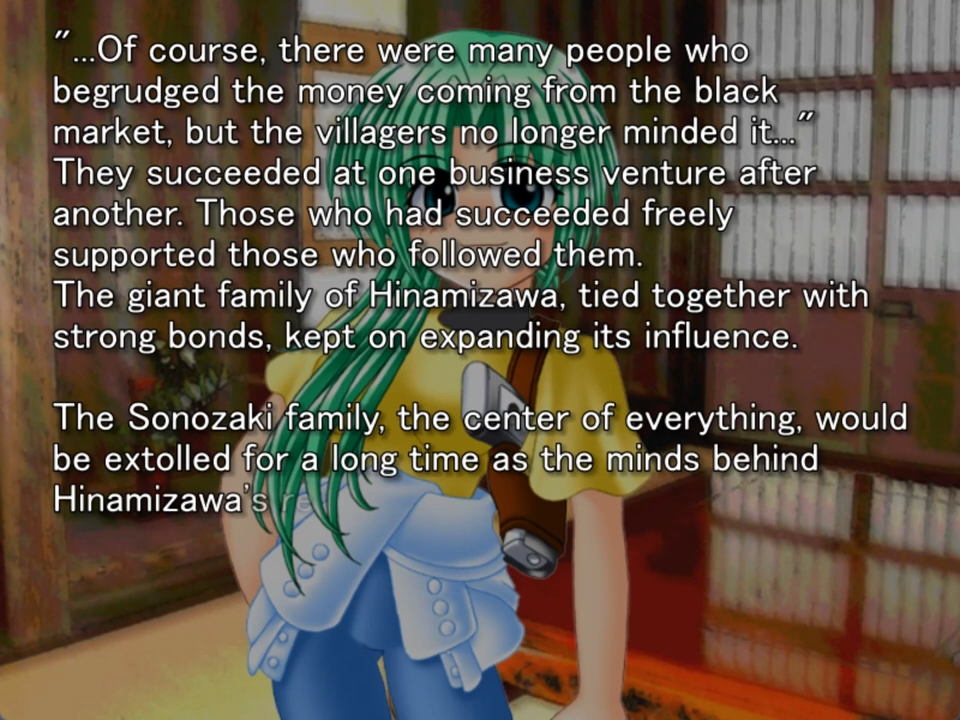 "...Of course, there were many people who
begrudged the money coming from the black
market, but the villagers no longer minded it..."
They succeeded at one business venture after
another. Those who had succeeded freely
supported those who followed them.
The giant family of Hinamizawa, tied together with
strong bonds, kept on expanding its influence.
The Sonozaki family, the center of everything, would
be extolled for a long time as the minds behind
Hinamizawa's